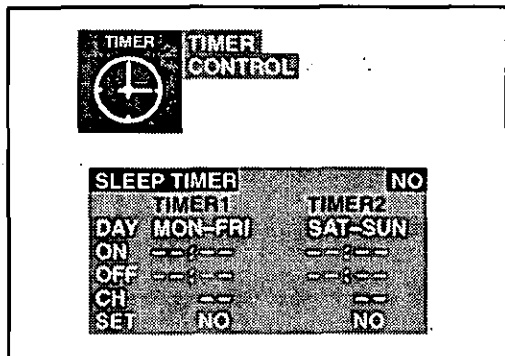 TIMER
TIMER
CONTROL
SLEEP TIMER NO
TIMER1 TIMER2
DAY MON-FRI SAT-SUN
ON --:-- --:--
OFF --:-- --:--
CH -- --
SET NO NO